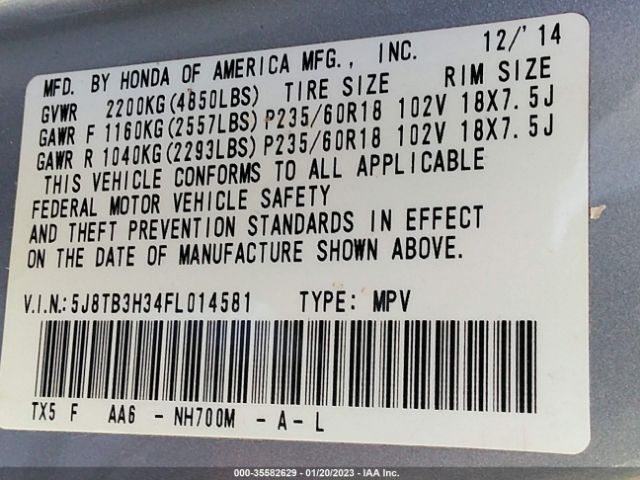 MFD. BY HONDA OF AMERICA MFG., INC. 12/'14
GVWR 2200KG(4850LBS) TIRE SIZE RIM SIZE
GAWR F 1160KG(2557LBS) P235/60R18 102V 18X7.5J
GAWR R 1040KG(2293LBS) P235/60R18 102V 18X7.5J
THIS VEHICLE CONFORMS TO ALL APPLICABLE
FEDERAL MOTOR VEHICLE SAFETY
AND THEFT PREVENTION STANDARDS IN EFFECT
ON THE DATE OF MANUFACTURE SHOWN ABOVE.
V.I.N.:5J8TB3H34FL014581 TYPE: MPV
TX5 F AA6 - NH700M - A - L
000-35582629 - 01/20/2023 - IAA Inc.